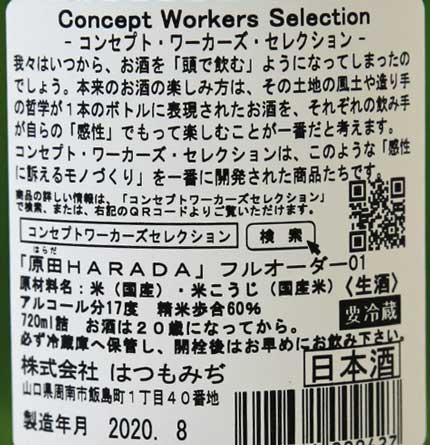 Concept Workers Selection
- コンセプト・ワーカーズ・セレクション -
我々はいつから、お酒を「頭で飲む」ようになってしまったの
でしょう。本来のお酒の楽しみ方は、その土地の風土や造り手
の哲学が１本のボトルに表現されたお酒を、それぞれの飲み手
が自らの「感性」でもって楽しむことが一番だと考えます。
コンセプト・ワーカーズ・セレクションは、このような「感性
に訴えるモノづくり」を一番に開発された商品たちです。
商品の詳しい情報は、「コンセプトワーカーズセレクション」
で検索、または、右記のQRコードよりご覧いただけます。
コンセプトワーカーズセレクション 検索
はらだ
「原田HARADA」フルオーダー01
原材料名：米（国産）・米こうじ（国産米）〈生酒〉
アルコール分17度 精米歩合60% 要冷蔵
720ml詰 お酒は２０歳になってから。
必ず冷蔵庫へ保管し、開栓後はお早めにお飲み下さい。
株式会社 はつもみぢ 日本酒
山口県周南市飯島町１丁目４０番地
製造年月 2020. 8